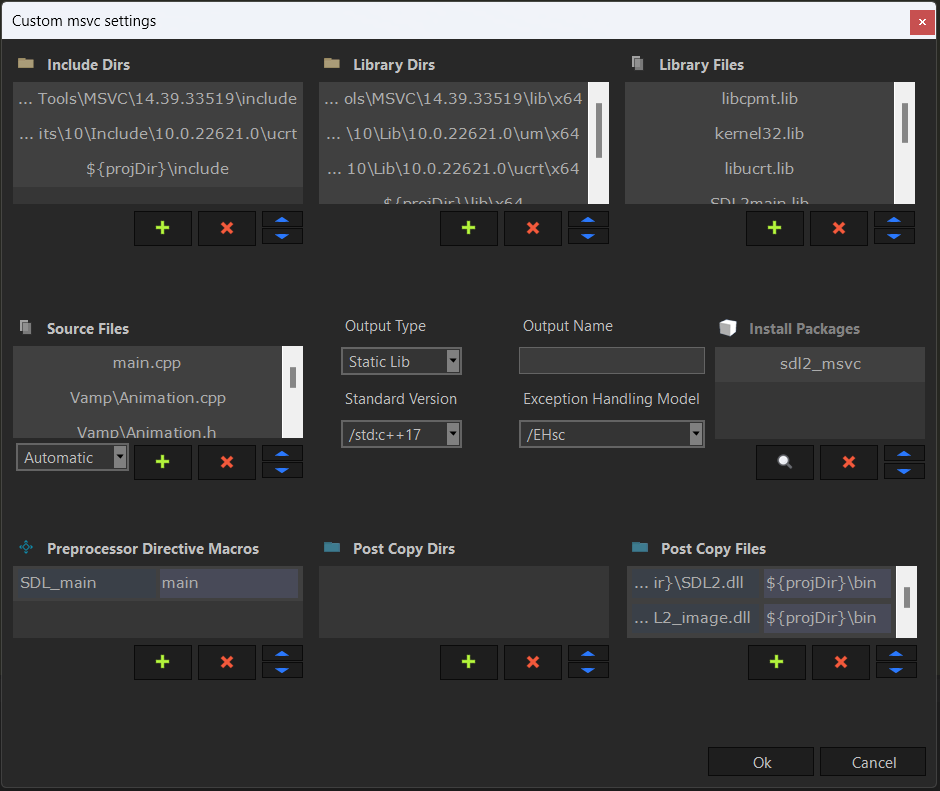 Custom msvc settings
Include Dirs
Library Dirs
Library Files
... Tools\MSVC\14.39.33519\include
... its\10\Include\10.0.22621.0\ucrt
${projDir}\include
... ols\MSVC\14.39.33519\lib\x64
... \10\Lib\10.0.22621.0\um\x64
... 10\Lib\10.0.22621.0\ucrt\x64
${projDir}\lib\x64
libcpmt.lib
kernel32.lib
libucrt.lib
SDL2main.lib
Source Files
main.cpp
Vamp\Animation.cpp
Vamp\Animation.h
Automatic
Output Type
Static Lib
Standard Version
/std:c++17
Output Name
Exception Handling Model
/EHsc
Install Packages
sdl2_msvc
Preprocessor Directive Macros
SDL_main main
Post Copy Dirs
Post Copy Files
... ir}\SDL2.dll ${projDir}\bin
... L2_image.dll ${projDir}\bin
Ok
Cancel